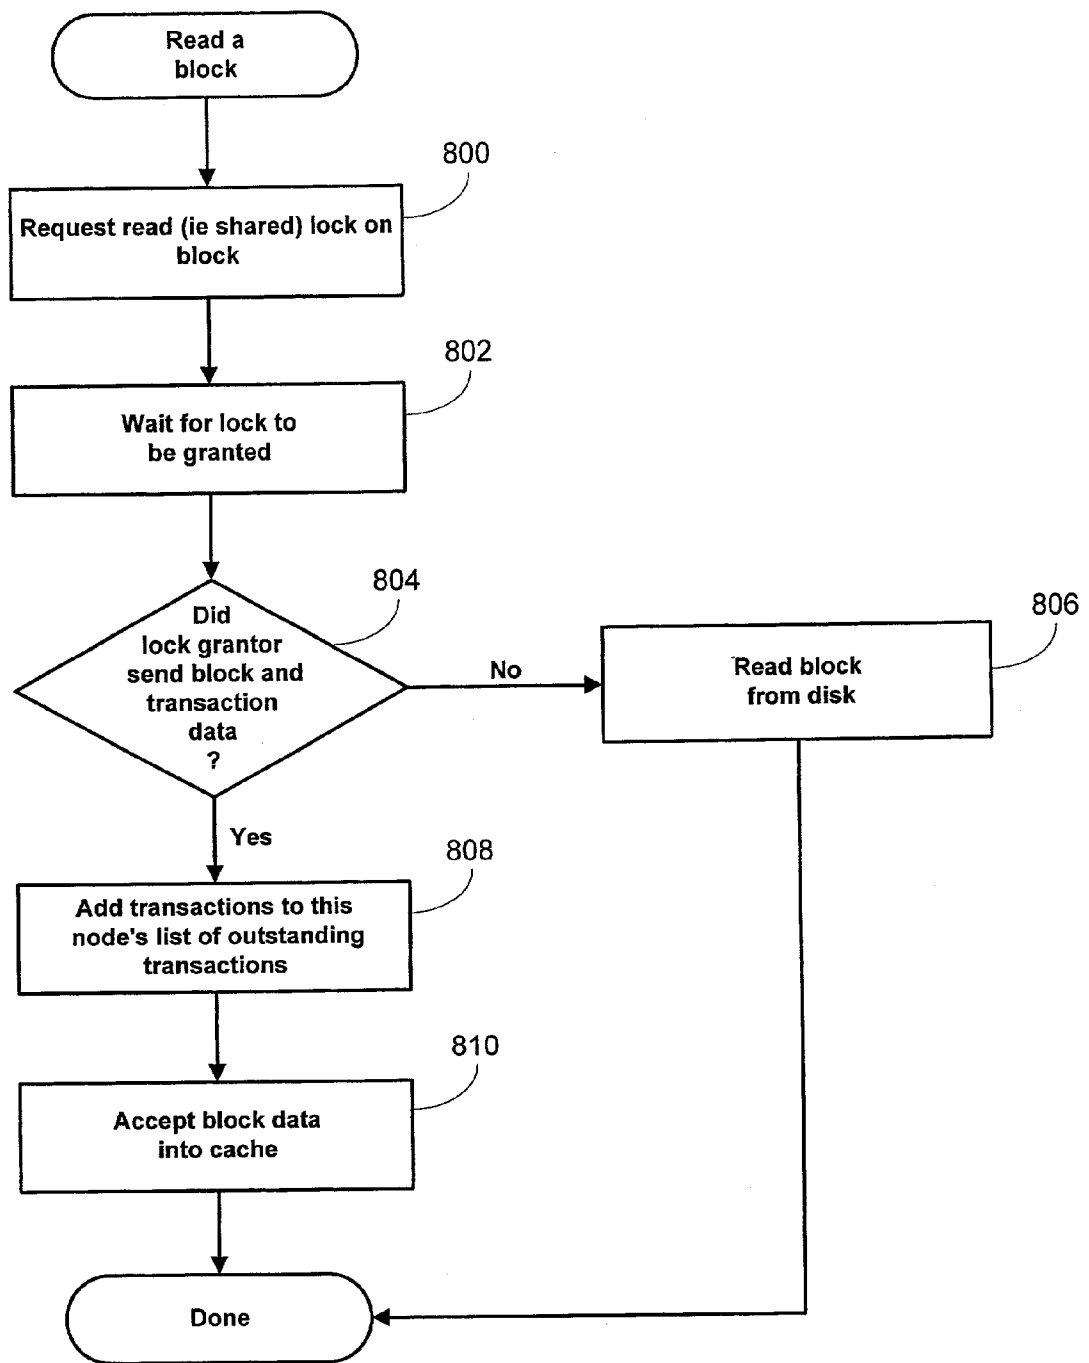 Read a
block
800
Request read (ie shared) lock on
block
802
Wait for lock to
be granted
804
Did
lock grantor
send block and
transaction
data
?
No
806
Read block
from disk
Yes
808
Add transactions to this
node's list of outstanding
transactions
810
Accept block data
into cache
Done